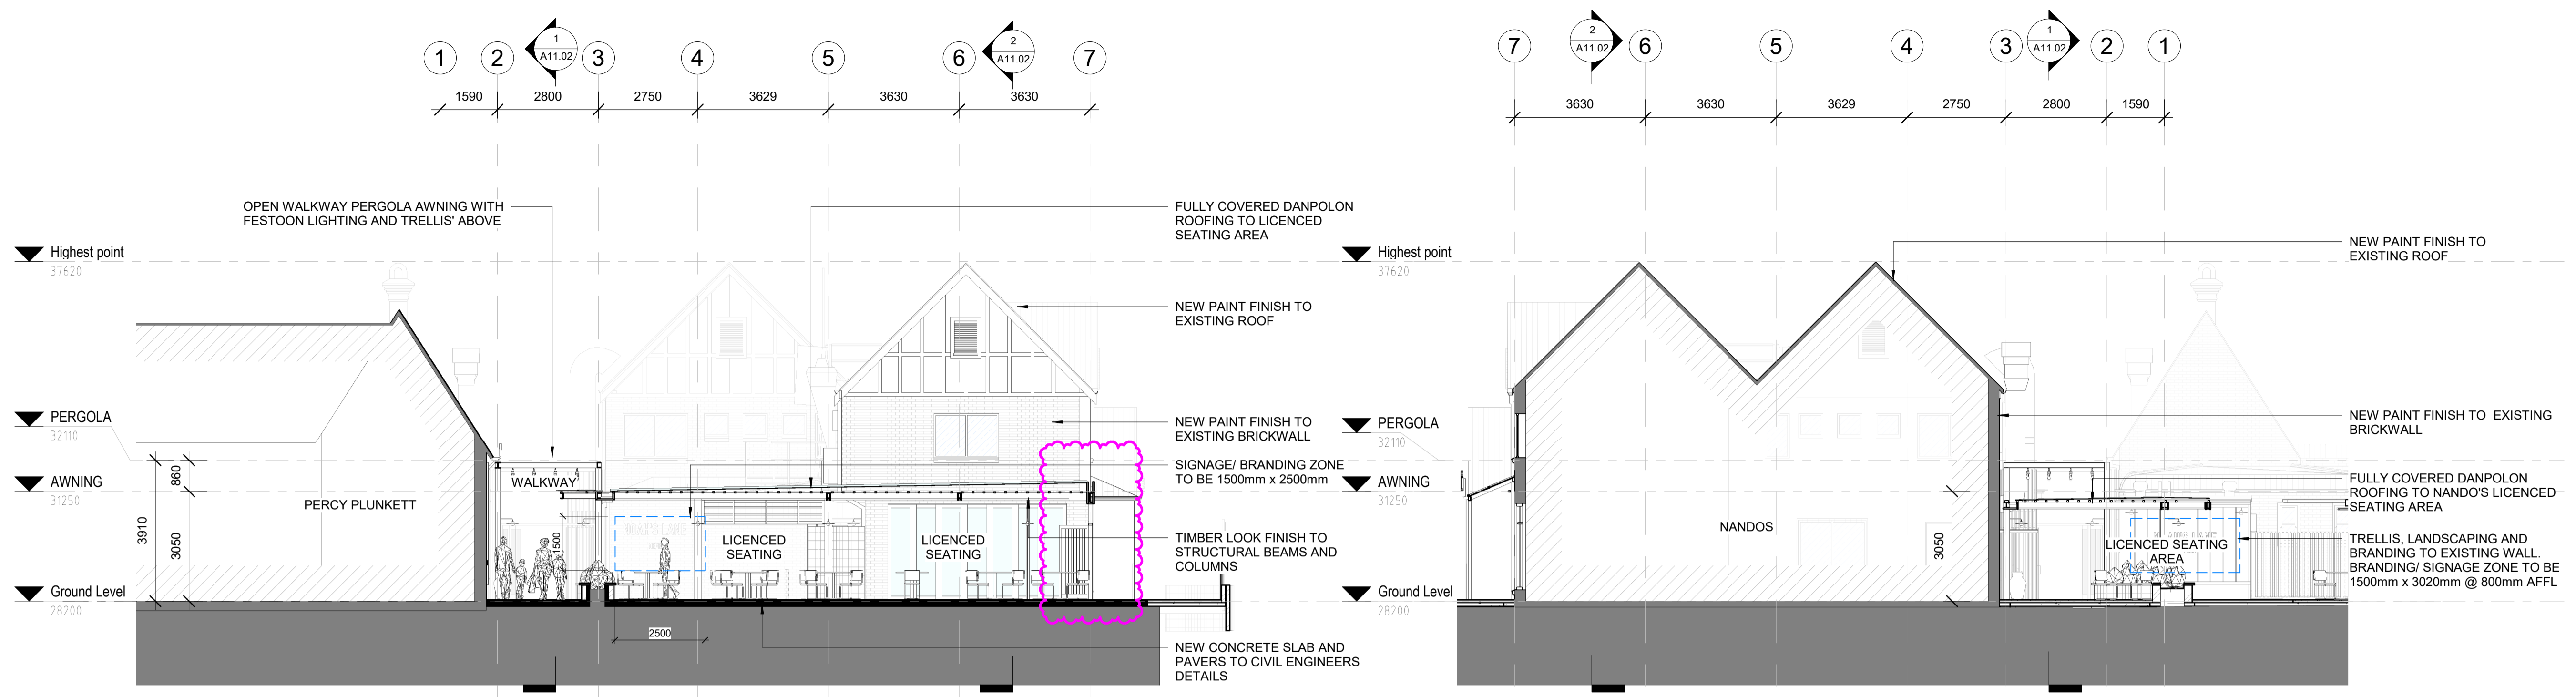 1
2
1
A11.02
3
4
5
6
2
A11.02
7
1590
2800
2750
3629
3630
3630
OPEN WALKWAY PERGOLA AWNING WITH
FESTOON LIGHTING AND TRELLIS' ABOVE
FULLY COVERED DANPOLON
ROOFING TO LICENCED
SEATING AREA
Highest point
37620
NEW PAINT FINISH TO
EXISTING ROOF
PERGOLA
32110
NEW PAINT FINISH TO
EXISTING BRICKWALL
SIGNAGE/ BRANDING ZONE
TO BE 1500mm x 2500mm
AWNING
31250
860
3910
3050
PERCY PLUNKETT
WALKWAY
1500
NOAH'S LANE
LICENCED
SEATING
LICENCED
SEATING
TIMBER LOOK FINISH TO
STRUCTURAL BEAMS AND
COLUMNS
Ground Level
28200
2500
NEW CONCRETE SLAB AND
PAVERS TO CIVIL ENGINEERS
DETAILS
7
2
A11.02
6
5
4
3
1
A11.02
2
1
3630
3630
3629
2750
2800
1590
Highest point
37620
NEW PAINT FINISH TO
EXISTING ROOF
PERGOLA
32110
NEW PAINT FINISH TO  EXISTING
BRICKWALL
AWNING
31250
FULLY COVERED DANPOLON
ROOFING TO NANDO'S LICENCED
SEATING AREA
NANDOS
3050
LICENCED SEATING
AREA
TRELLIS, LANDSCAPING AND
BRANDING TO EXISTING WALL.
BRANDING/ SIGNAGE ZONE TO BE
1500mm x 3020mm @ 800mm AFFL
Ground Level
28200